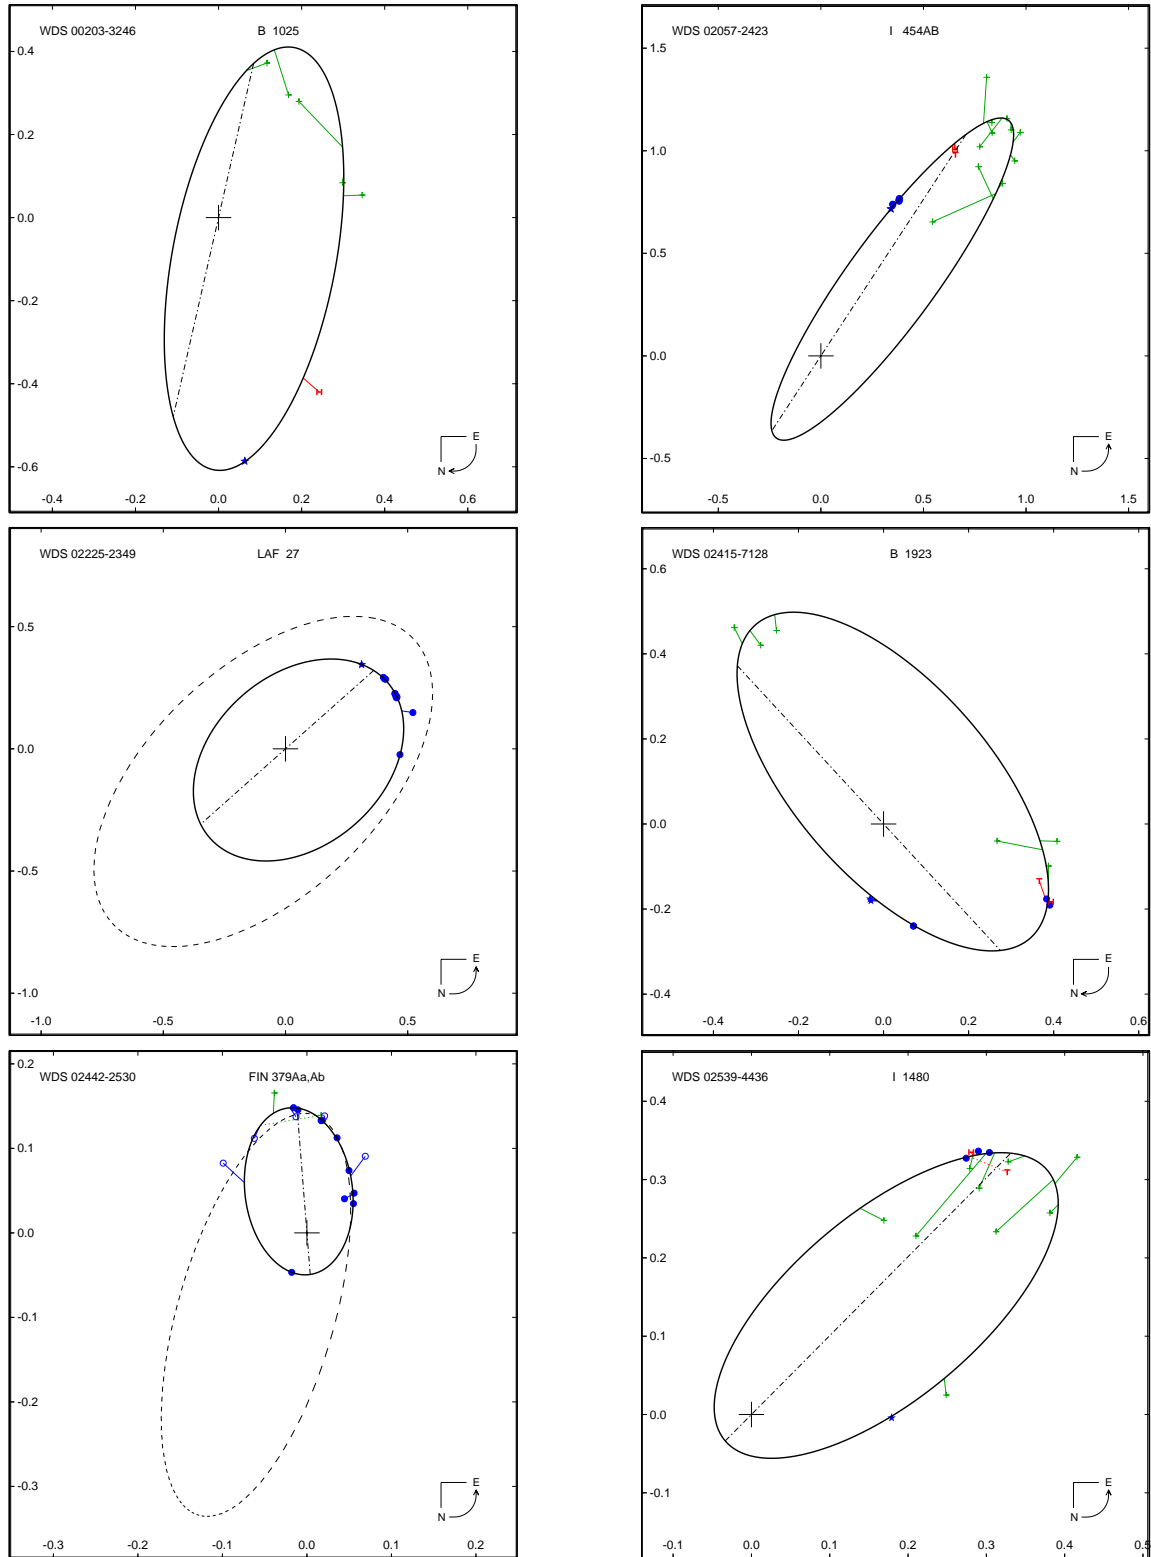 WDS 00203-3246 B 1025
0.4
0.2
0.0
-0.2
-0.4
-0.6
E
N
-0.4 -0.2 0.0 0.2 0.4 0.6
WDS 02057-2423 I 454AB
1.5
1.0
0.5
0.0
-0.5
E
N
-0.5 0.0 0.5 1.0 1.5
WDS 02225-2349 LAF 27
0.5
0.0
-0.5
-1.0
E
N
-1.0 -0.5 0.0 0.5
WDS 02415-7128 B 1923
0.6
0.4
0.2
0.0
-0.2
-0.4
E
N
-0.4 -0.2 0.0 0.2 0.4 0.6
WDS 02442-2530 FIN 379Aa,Ab
0.2
0.1
0.0
-0.1
-0.2
-0.3
E
N
-0.3 -0.2 -0.1 0.0 0.1 0.2
WDS 02539-4436 I 1480
0.4
0.3
0.2
0.1
0.0
-0.1
E
N
-0.1 0.0 0.1 0.2 0.3 0.4 0.5